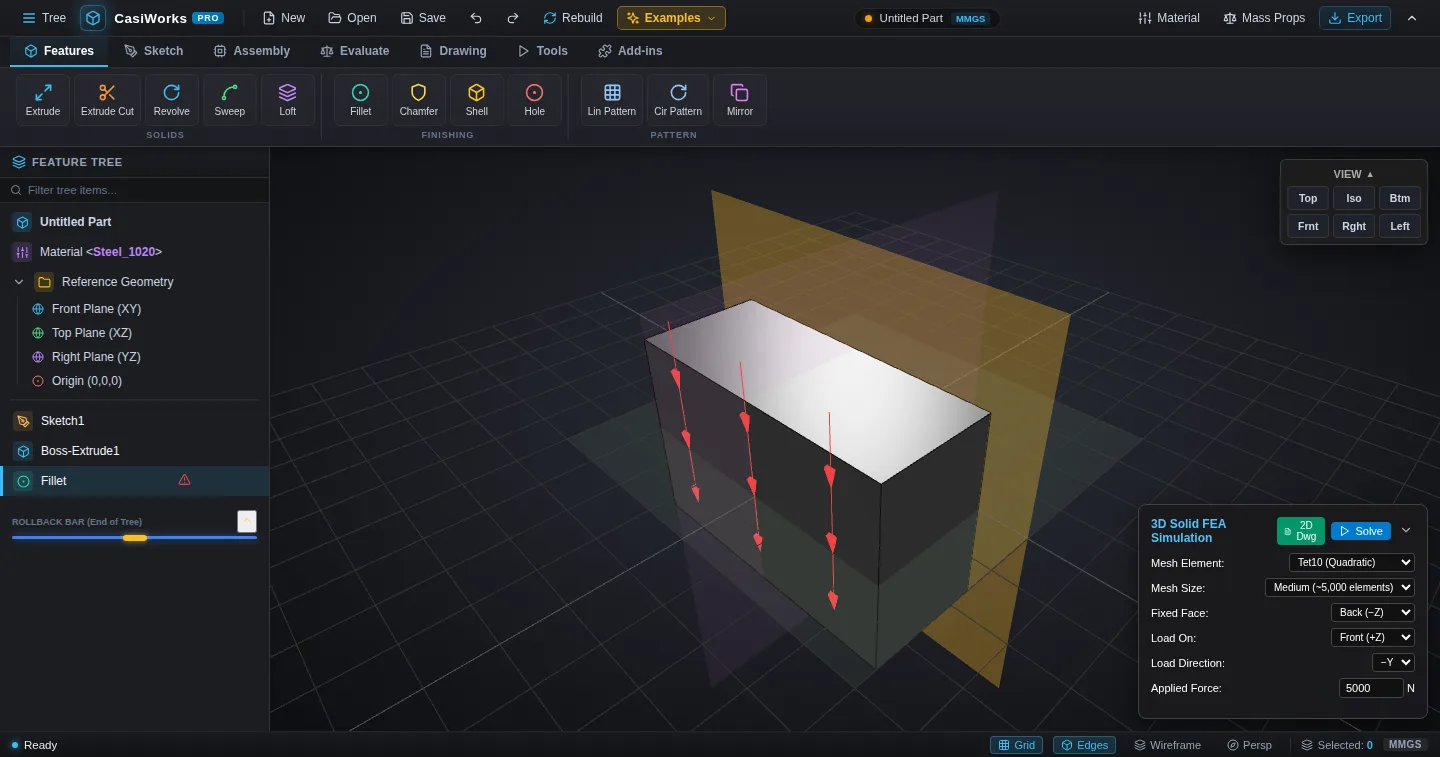 Tree
CasiWorks PRO
New
Open
Save
Rebuild
Examples
Untitled Part MMGS
Material
Mass Props
Export
Features
Sketch
Assembly
Evaluate
Drawing
Tools
Add-ins
Extrude
Extrude Cut
Revolve
Sweep
Loft
Fillet
Chamfer
Shell
Hole
Lin Pattern
Cir Pattern
Mirror
SOLIDS
FINISHING
PATTERN
FEATURE TREE
Filter tree items...
Untitled Part
Material <Steel_1020>
Reference Geometry
Front Plane (XY)
Top Plane (XZ)
Right Plane (YZ)
Origin (0,0,0)
Sketch1
Boss-Extrude1
Fillet
ROLLBACK BAR (End of Tree)
VIEW ▲
Top Iso Btm
Frnt Rght Left
3D Solid FEA
Simulation
2D
Dwg
Solve
Mesh Element: Tet10 (Quadratic)
Mesh Size: Medium (~5,000 elements)
Fixed Face: Back (−Z)
Load On: Front (+Z)
Load Direction: −Y
Applied Force: 5000 N
Ready
Grid
Edges
Wireframe
Persp
Selected: 0
MMGS